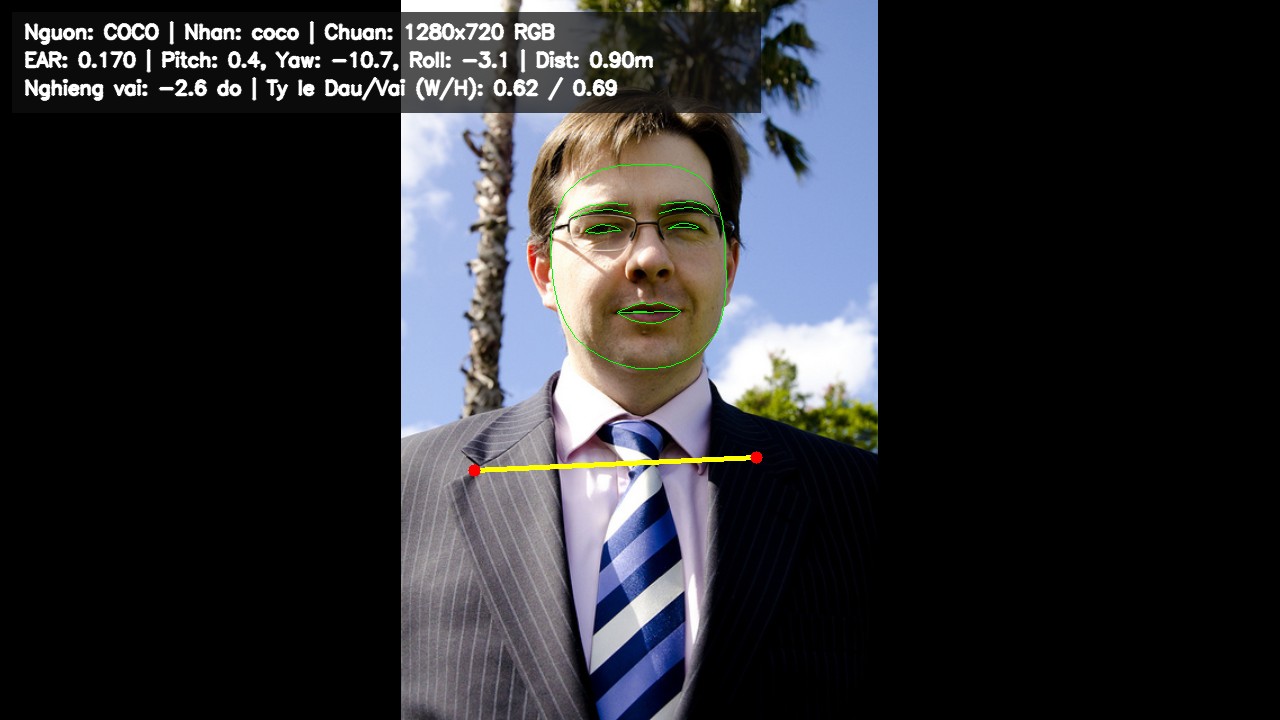 Nguon: COCO | Nhan: coco | Chuan: 1280x720 RGB
EAR: 0.170 | Pitch: 0.4, Yaw: -10.7, Roll: -3.1 | Dist: 0.90m
Nghieng vai: -2.6 do | Ty le Dau/Vai (W/H): 0.62 / 0.69